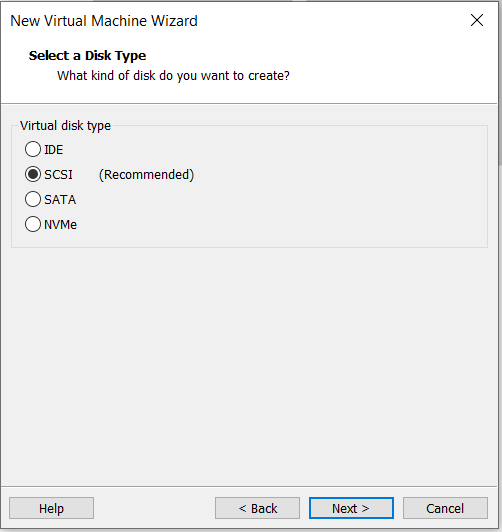 New Virtual Machine Wizard
Select a Disk Type
What kind of disk do you want to create?
Virtual disk type
IDE
SCSI (Recommended)
SATA
NVMe
Help < Back Next > Cancel